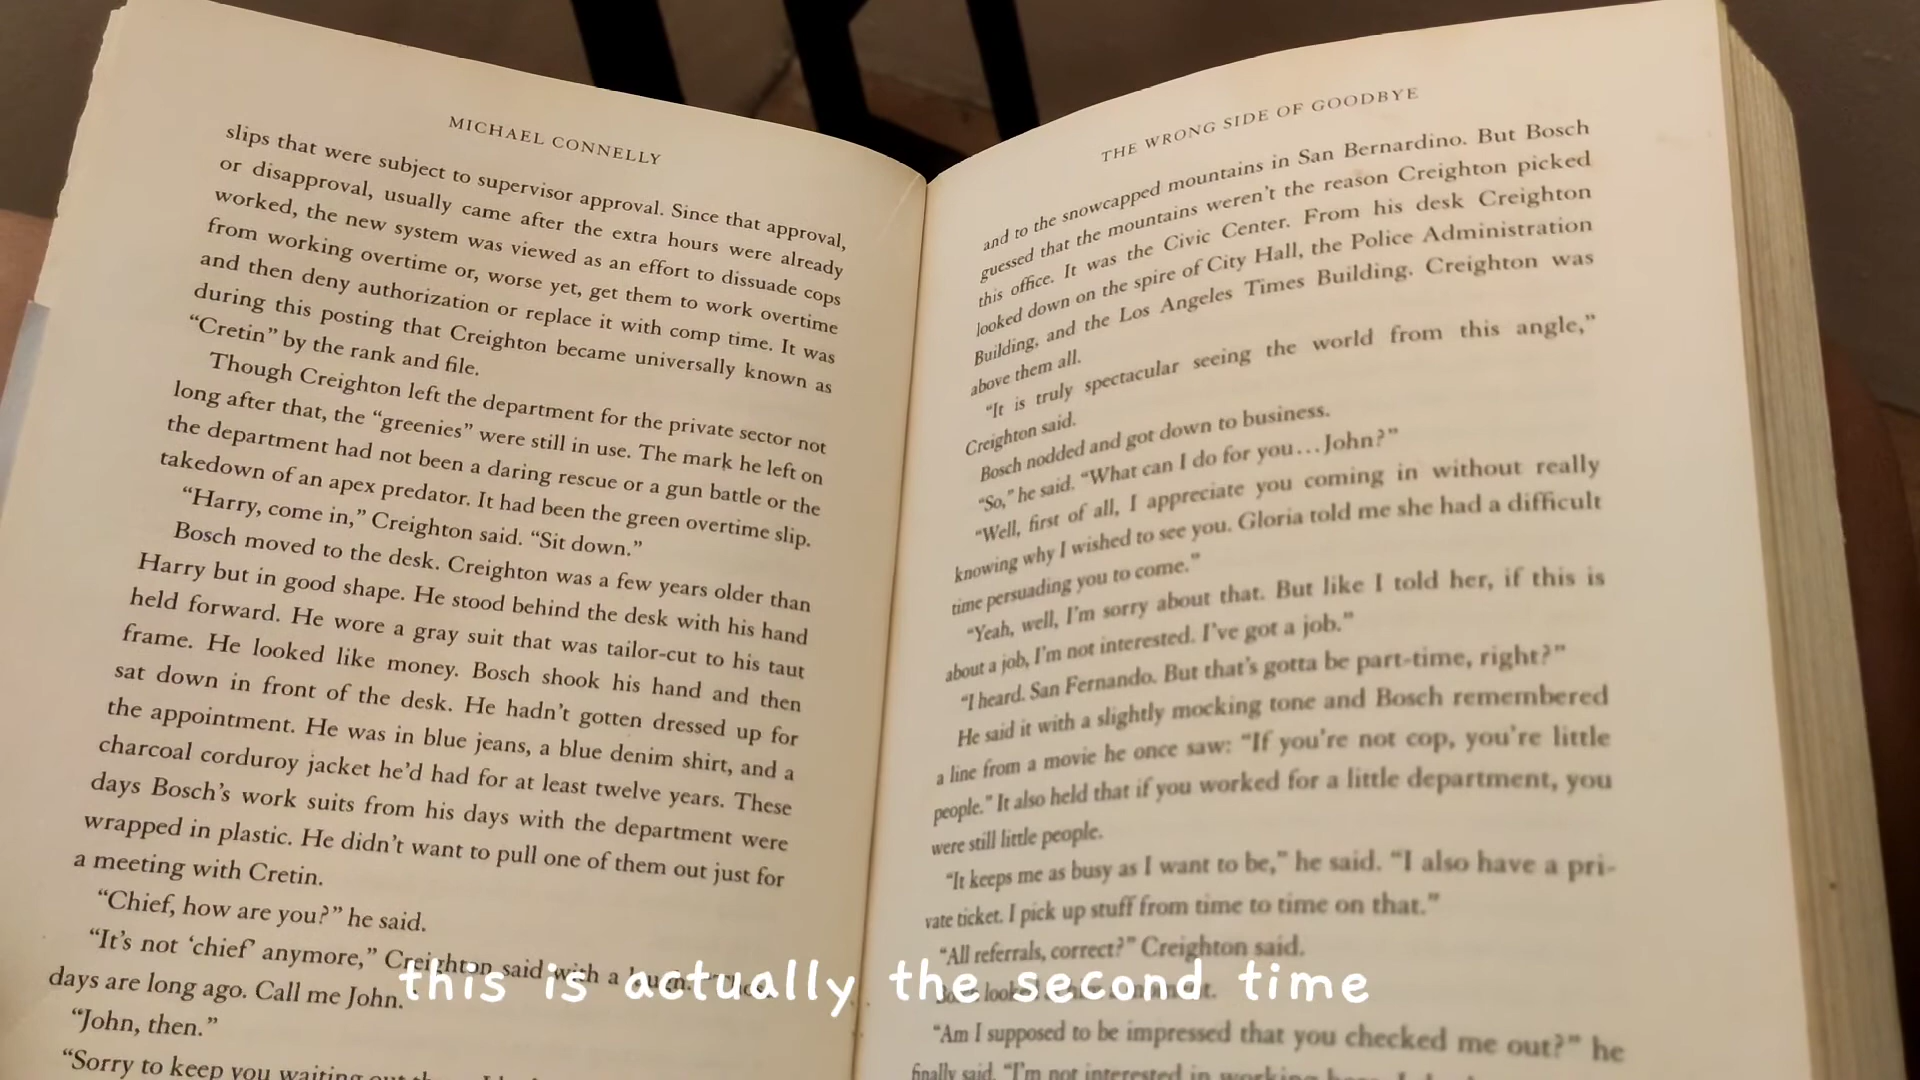 MICHAEL CONNELLY
slips that were subject to supervisor approval. Since that approval,
or disapproval, usually came after the extra hours were already
worked, the new system was viewed as an effort to dissuade cops
from working overtime or, worse yet, get them to work overtime
and then deny authorization or replace it with comp time. It was
during this posting that Creighton became universally known as
“Cretin” by the rank and file.
Though Creighton left the department for the private sector not
long after that, the “greenies” were still in use. The mark he left on
the department had not been a daring rescue or a gun battle or the
takedown of an apex predator. It had been the green overtime slip.
“Harry, come in,” Creighton said. “Sit down.”
Bosch moved to the desk. Creighton was a few years older than
Harry but in good shape. He stood behind the desk with his hand
held forward. He wore a gray suit that was tailor-cut to his taut
frame. He looked like money. Bosch shook his hand and then
sat down in front of the desk. He hadn’t gotten dressed up for
the appointment. He was in blue jeans, a blue denim shirt, and a
charcoal corduroy jacket he’d had for at least twelve years. These
days Bosch’s work suits from his days with the department were
wrapped in plastic. He didn’t want to pull one of them out just for
a meeting with Cretin.
“Chief, how are you?” he said.
“It’s not ‘chief’ anymore,” Creighton said with a laugh.
days are long ago. Call me John.”
“John, then.”
“Sorry to keep you waiting out
THE WRONG SIDE OF GOODBYE
and to the snowcapped mountains in San Bernardino. But Bosch
guessed that the mountains weren’t the reason Creighton picked
this office. It was the Civic Center. From his desk Creighton
looked down on the spire of City Hall, the Police Administration
Building, and the Los Angeles Times Building. Creighton was
above them all.
“It is truly spectacular seeing the world from this angle,”
Creighton said.
Bosch nodded and got down to business.
“So,” he said. “What can I do for you…John?”
“Well, first of all, I appreciate you coming in without really
knowing why I wished to see you. Gloria told me she had a difficult
time persuading you to come.”
“Yeah, well, I’m sorry about that. But like I told her, if this is
about a job, I’m not interested. I’ve got a job.”
“I heard. San Fernando. But that’s gotta be part-time, right?”
He said it with a slightly mocking tone and Bosch remembered
a line from a movie he once saw: “If you’re not cop, you’re little
people.” It also held that if you worked for a little department, you
were still little people.
“It keeps me as busy as I want to be,” he said. “I also have a pri-
vate ticket. I pick up stuff from time to time on that.”
“All referrals, correct?” Creighton said.
Bosch looked
“Am I supposed to be impressed that you checked me out?” he
finally said. “I’m not interested in working
this is actually the second time